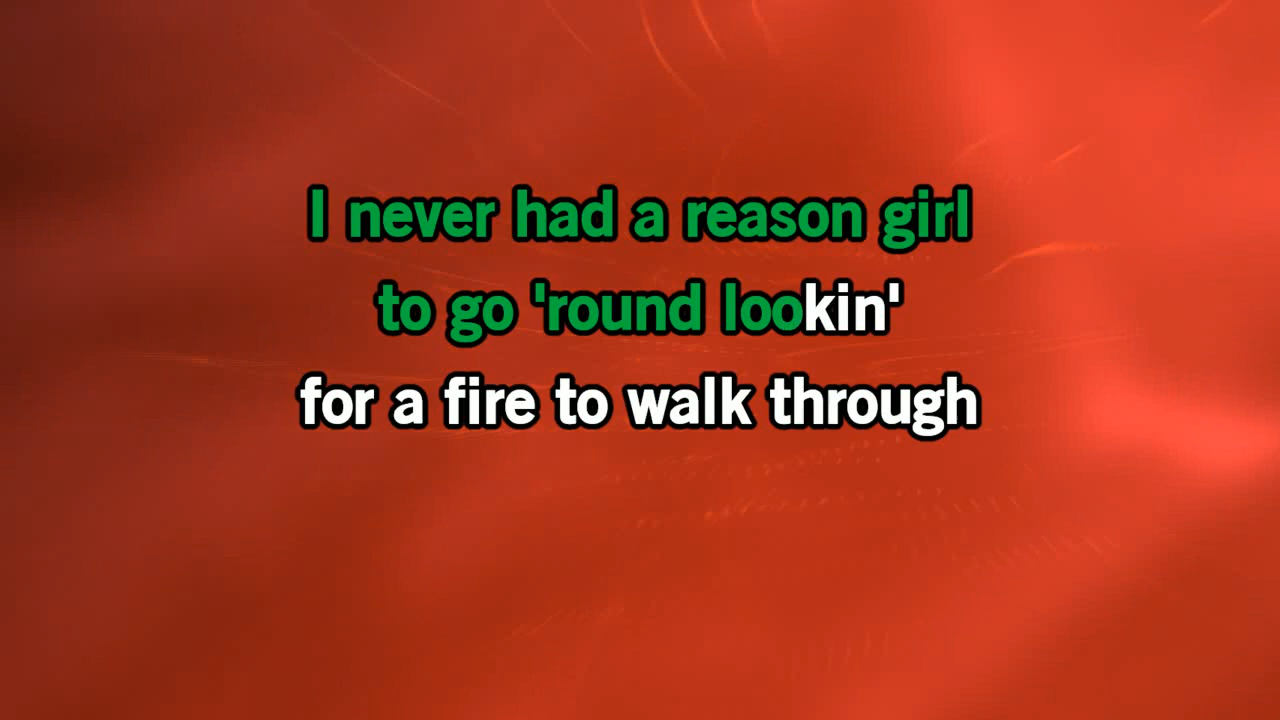 I never had a reason girl
to go 'round lookin'
for a fire to walk through